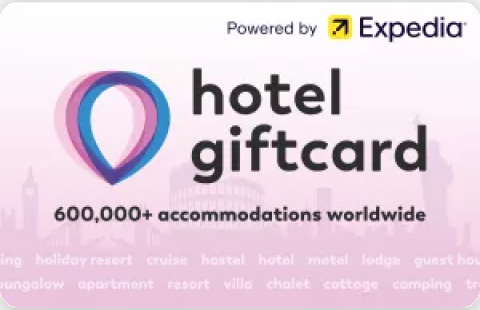 Powered by Expedia
hotel
giftcard
600,000+ accommodations worldwide
holiday resort cruise hostel hotel motel lodge guest
apartment resort villa chalet cottage camping